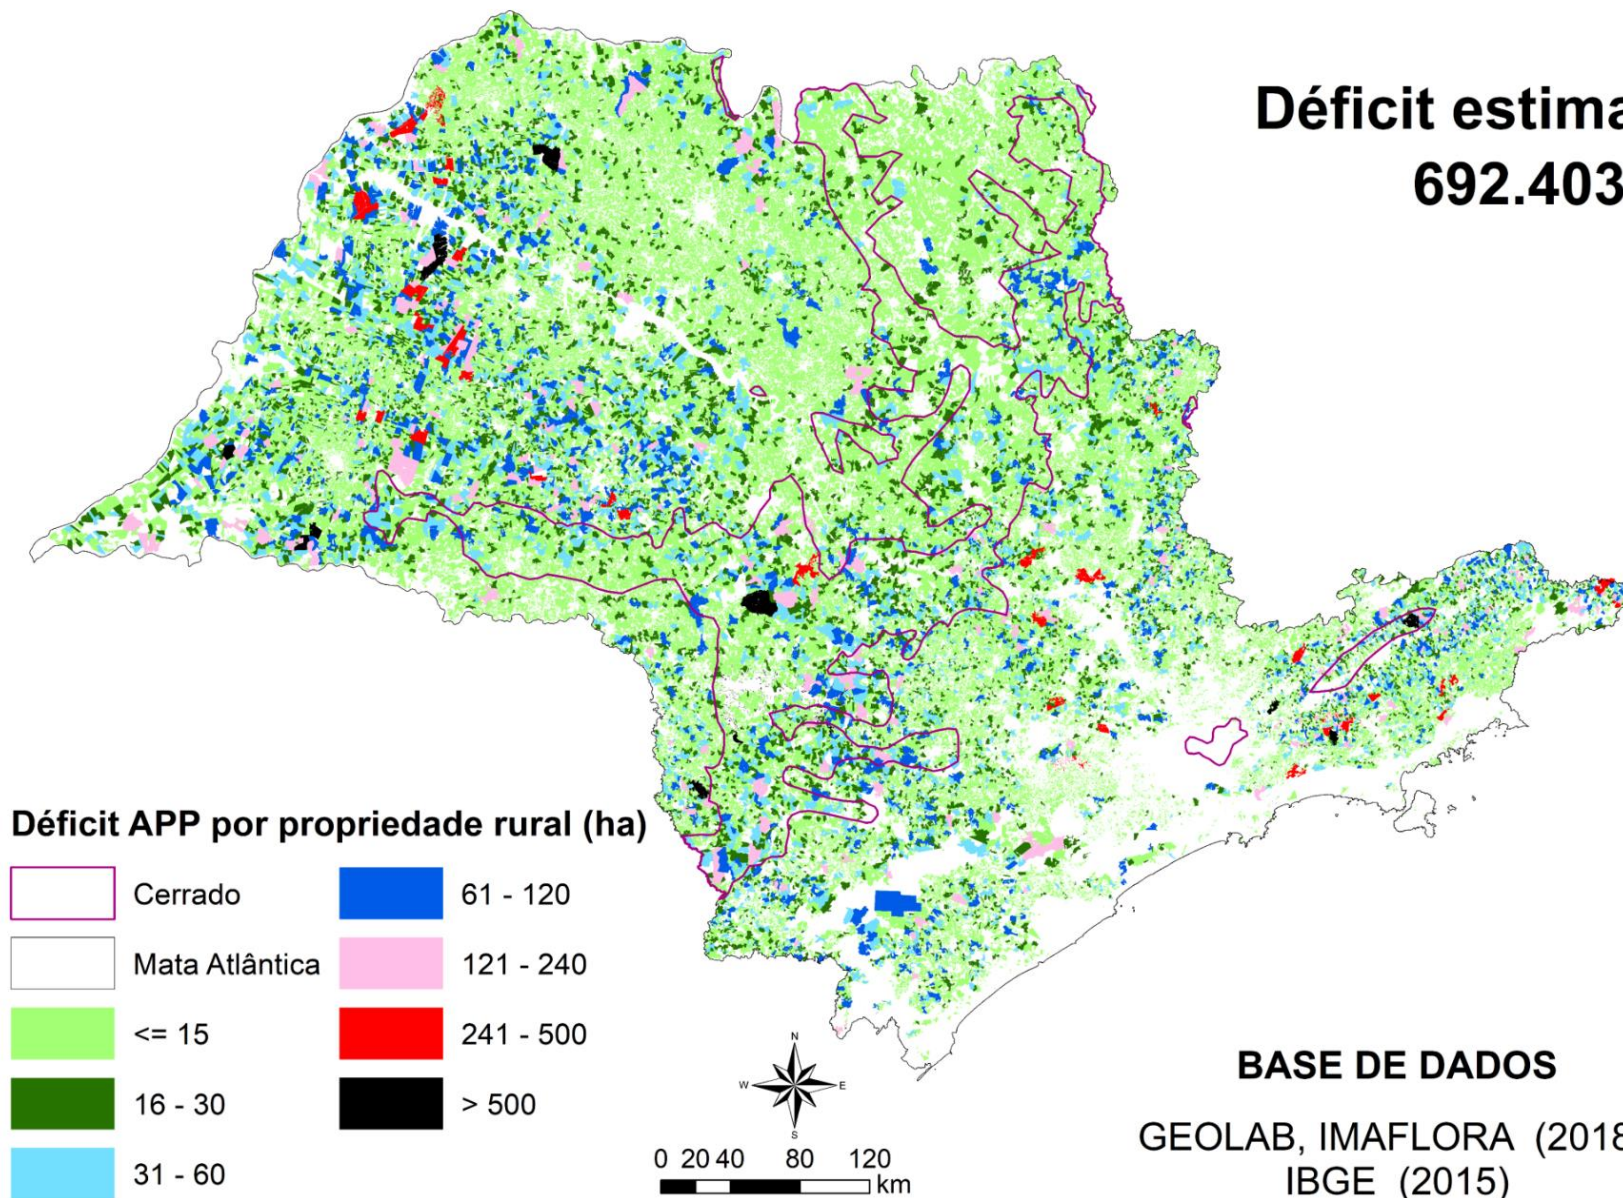 Déficit estima
692.403
Déficit APP por propriedade rural (ha)
Cerrado
Mata Atlântica
<= 15
16 - 30
31 - 60
61 - 120
121 - 240
241 - 500
> 500
N
W E
S
0 20 40 80 120
km
BASE DE DADOS
GEOLAB, IMAFLORA (2018
IBGE (2015)